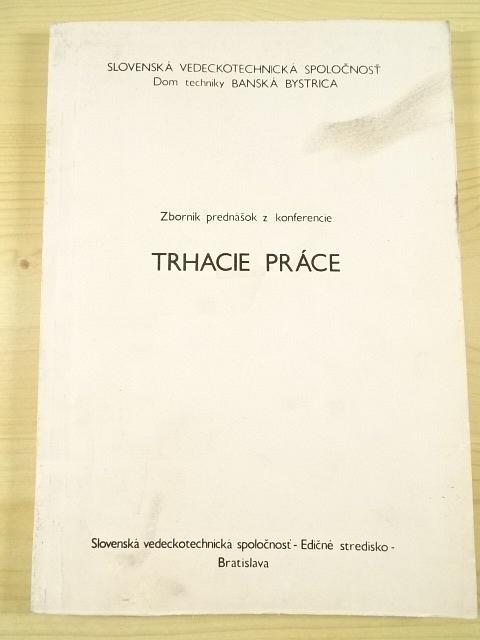 SLOVENSKÁ VEDECKOTECHNICKÁ SPOLOČNOSŤ
Dom techniky BANSKÁ BYSTRICA
Zborník prednášok z konferencie
TRHACIE PRÁCE
Slovenská vedeckotechnická spoločnosť - Edičné stredisko -
Bratislava